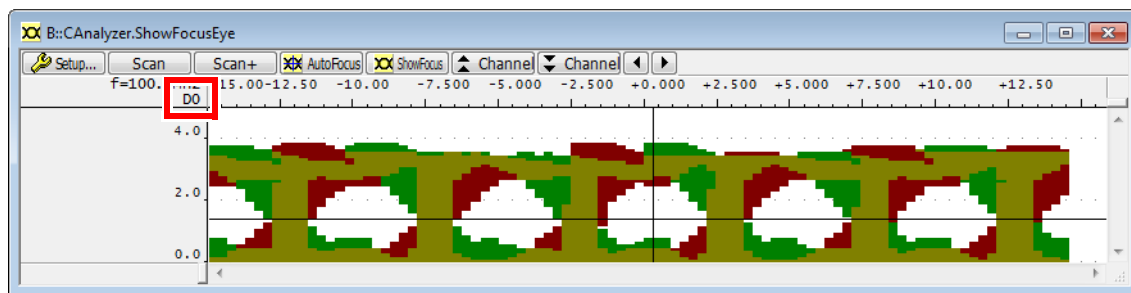 B::CAnalyzer.ShowFocusEye
Setup... Scan Scan+ AutoFocus ShowFocus Channel Channel
f=100. 15.00-12.50 -10.00 -7.500 -5.000 -2.500 +0.000 +2.500 +5.000 +7.500 +10.00 +12.50
D0
4.0
2.0
0.0